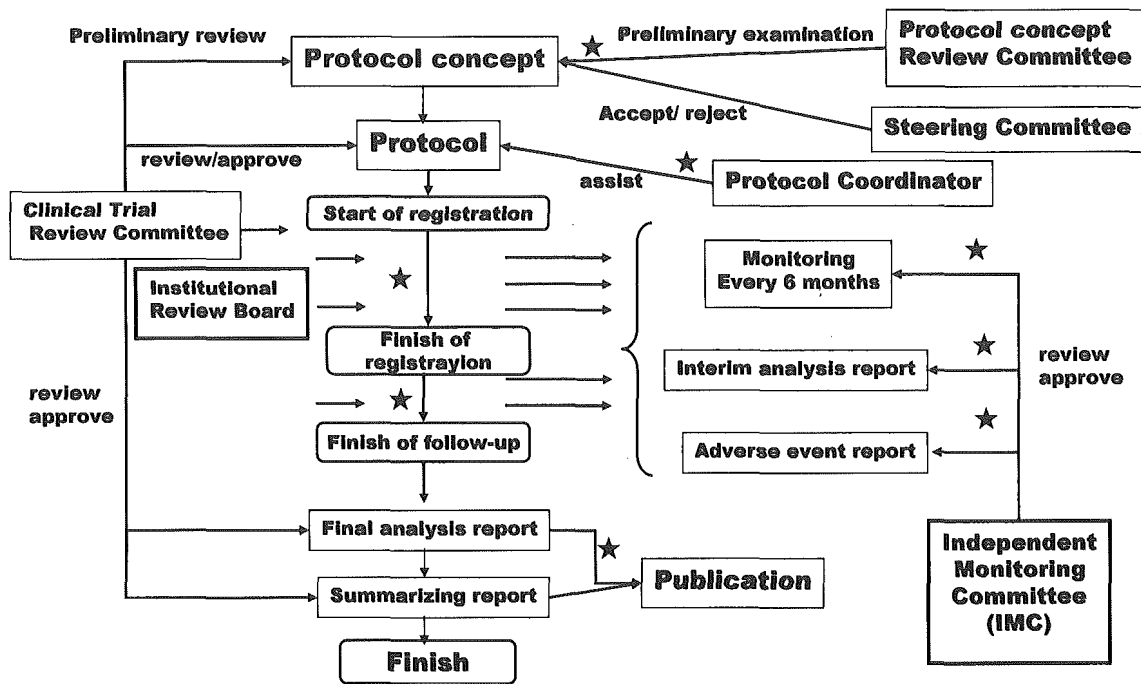 Preliminary review
Protocol concept
Preliminary examination
Protocol concept
Review Committee
Accept/ reject
Steering Committee
Protocol
review/approve
assist
Protocol Coordinator
Clinical Trial
Review Committee
Start of registration
Institutional
Review Board
Monitoring
Every 6 months
Finish of
registraylon
Interim analysis report
review
approve
review
approve
Finish of follow-up
Adverse event report
Final analysis report
Summarizing report
Publication
Independent
Monitoring
Committee
(IMC)
Finish